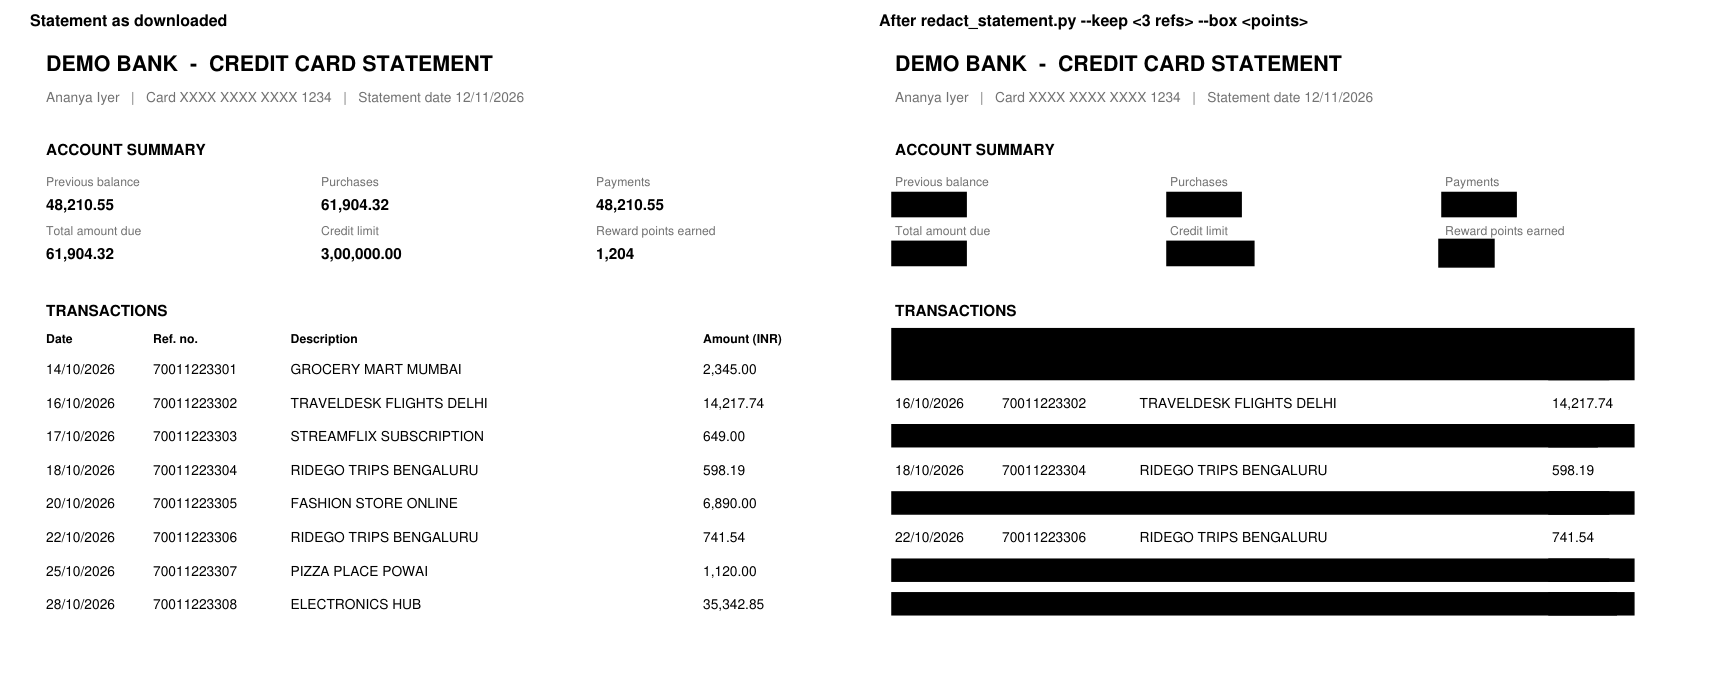 Statement as downloaded
DEMO BANK - CREDIT CARD STATEMENT
Ananya Iyer | Card XXXX XXXX XXXX 1234 | Statement date 12/11/2026
ACCOUNT SUMMARY
Previous balance Purchases Payments
48,210.55 61,904.32 48,210.55
Total amount due Credit limit Reward points earned
61,904.32 3,00,000.00 1,204
TRANSACTIONS
Date Ref. no. Description Amount (INR)
14/10/2026 70011223301 GROCERY MART MUMBAI 2,345.00
16/10/2026 70011223302 TRAVELDESK FLIGHTS DELHI 14,217.74
17/10/2026 70011223303 STREAMFLIX SUBSCRIPTION 649.00
18/10/2026 70011223304 RIDEGO TRIPS BENGALURU 598.19
20/10/2026 70011223305 FASHION STORE ONLINE 6,890.00
22/10/2026 70011223306 RIDEGO TRIPS BENGALURU 741.54
25/10/2026 70011223307 PIZZA PLACE POWAI 1,120.00
28/10/2026 70011223308 ELECTRONICS HUB 35,342.85
After redact_statement.py --keep <3 refs> --box <points>
DEMO BANK - CREDIT CARD STATEMENT
Ananya Iyer | Card XXXX XXXX XXXX 1234 | Statement date 12/11/2026
ACCOUNT SUMMARY
Previous balance Purchases Payments
Total amount due Credit limit Reward points earned
TRANSACTIONS
16/10/2026 70011223302 TRAVELDESK FLIGHTS DELHI 14,217.74
18/10/2026 70011223304 RIDEGO TRIPS BENGALURU 598.19
22/10/2026 70011223306 RIDEGO TRIPS BENGALURU 741.54